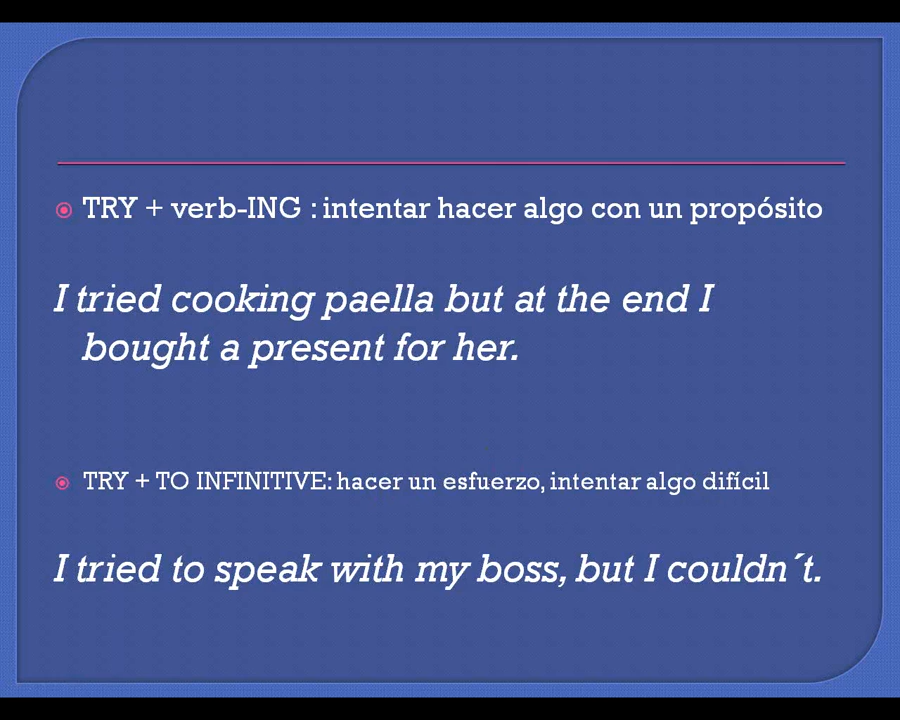 TRY + verb-ING : intentar hacer algo con un propósito
I tried cooking paella but at the end I
bought a present for her.
TRY + TO INFINITIVE: hacer un esfuerzo, intentar algo difícil
I tried to speak with my boss, but I couldn´t.